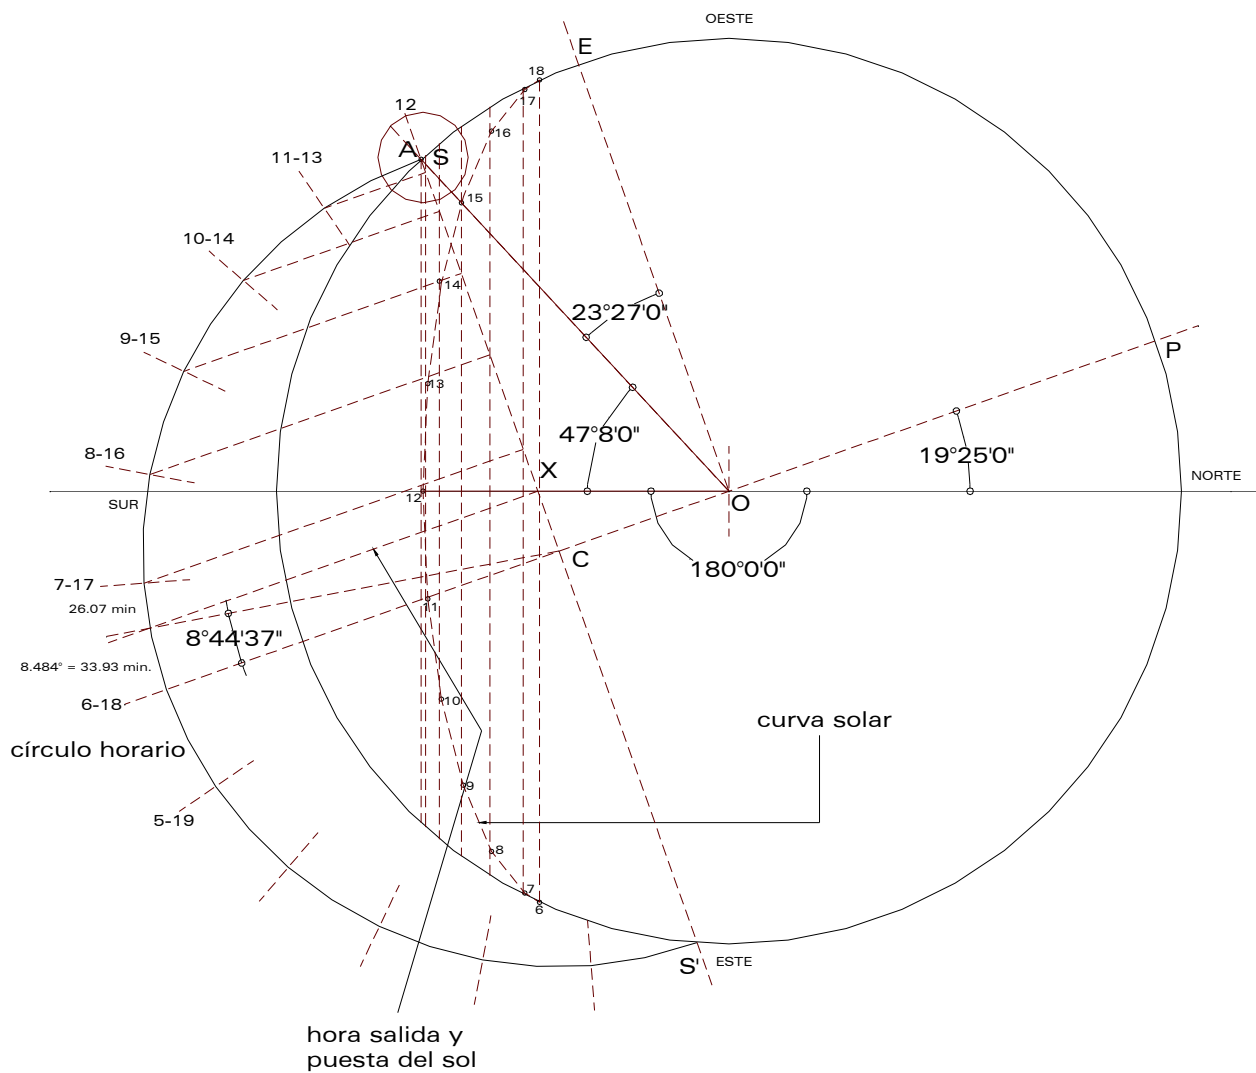 OESTE
E
18
17
12
16
A
S
11-13
15
10-14
14
23°27'0"
9-15
P
13
8-16
47°8'0"
19°25'0"
X
NORTE
12
SUR
O
C
180°0'0"
7-17
11
26.07 min
8°44'37"
8.484° = 33.93 min.
10
6-18
curva solar
círculo horario
9
5-19
8
7
6
S'
ESTE
hora salida y
puesta del sol